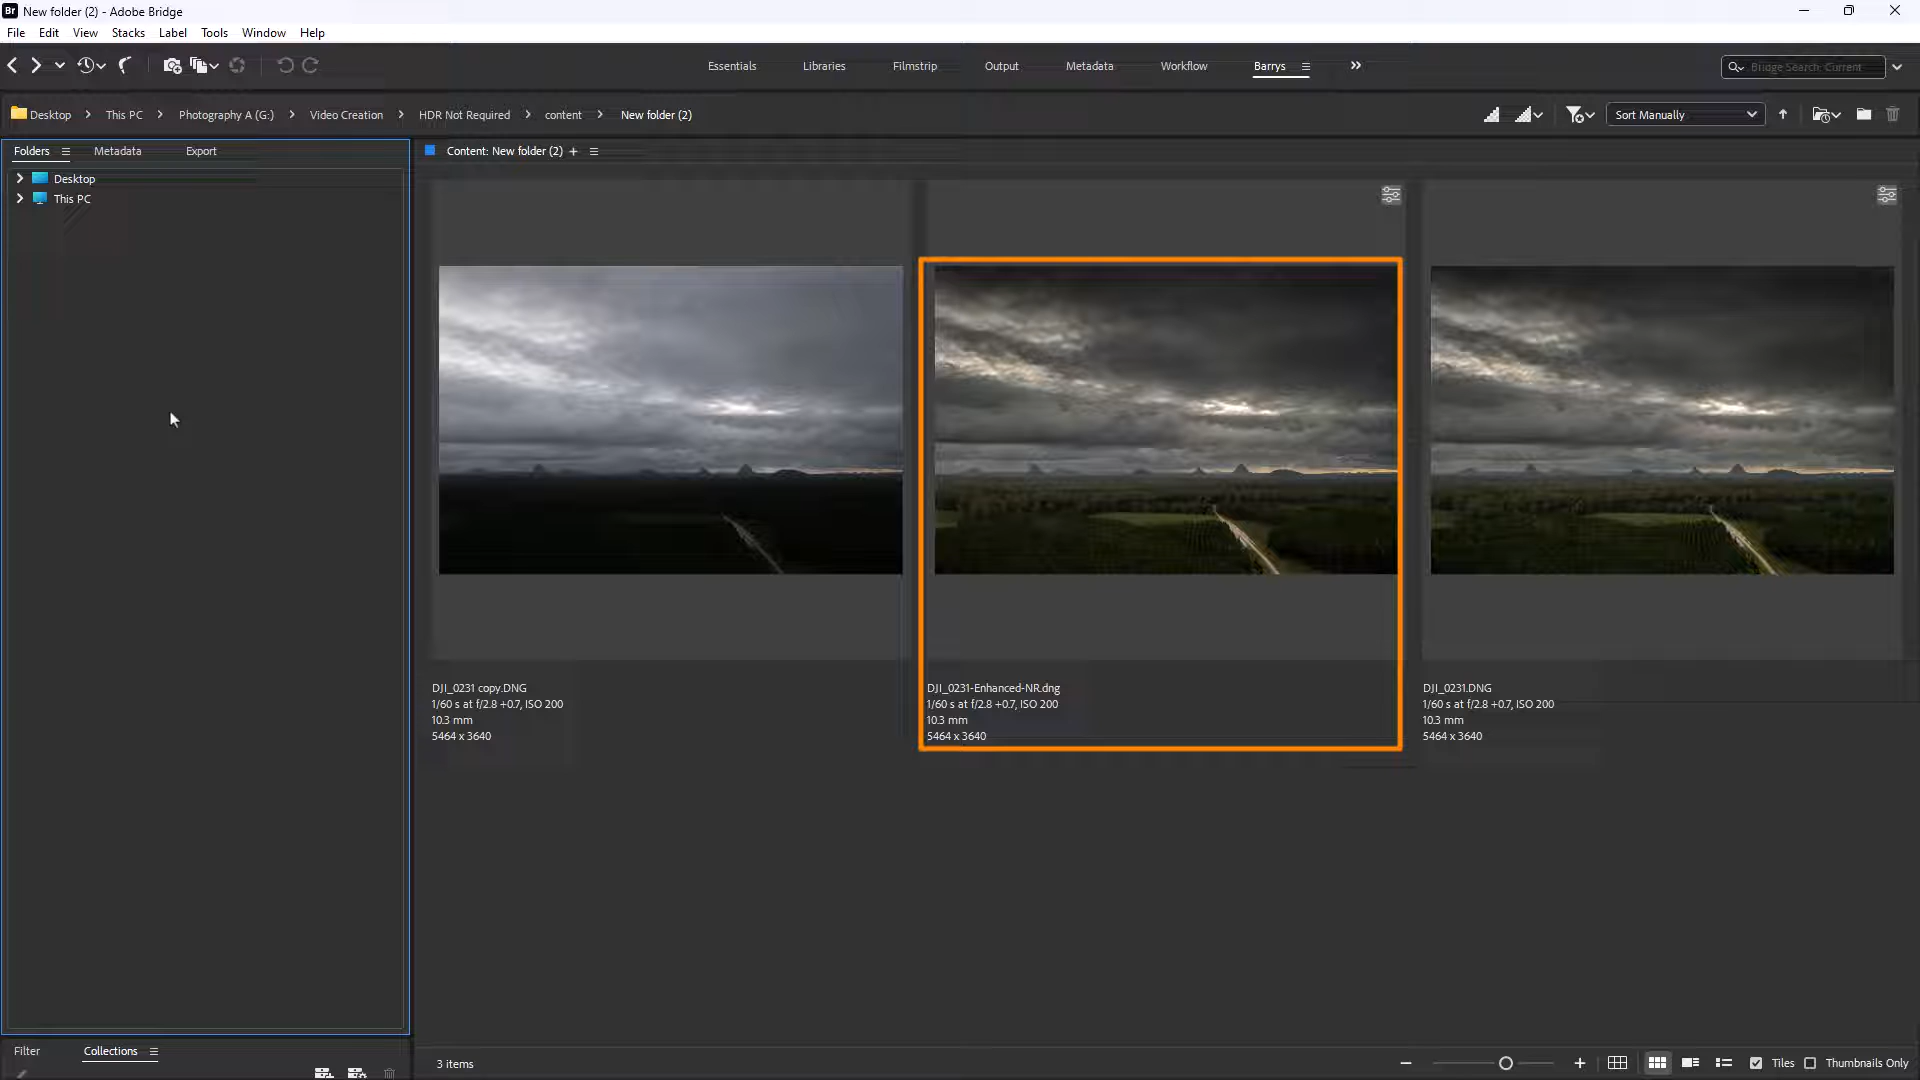 Br New folder (2) - Adobe Bridge
File Edit View Stacks Label Tools Window Help
Essentials Libraries Filmstrip Output Metadata Workflow Barrys
Bridge Search: Current
Desktop This PC Photography A (G:) Video Creation HDR Not Required content New folder (2)
Sort Manually
Folders Metadata Export
Content: New folder (2)
Desktop
This PC
DJI_0231 copy.DNG
1/60 s at f/2.8 +0.7, ISO 200
10.3 mm
5464 x 3640
DJI_0231-Enhanced-NR.dng
1/60 s at f/2.8 +0.7, ISO 200
10.3 mm
5464 x 3640
DJI_0231.DNG
1/60 s at f/2.8 +0.7, ISO 200
10.3 mm
5464 x 3640
Filter Collections
3 items
Tiles Thumbnails Only